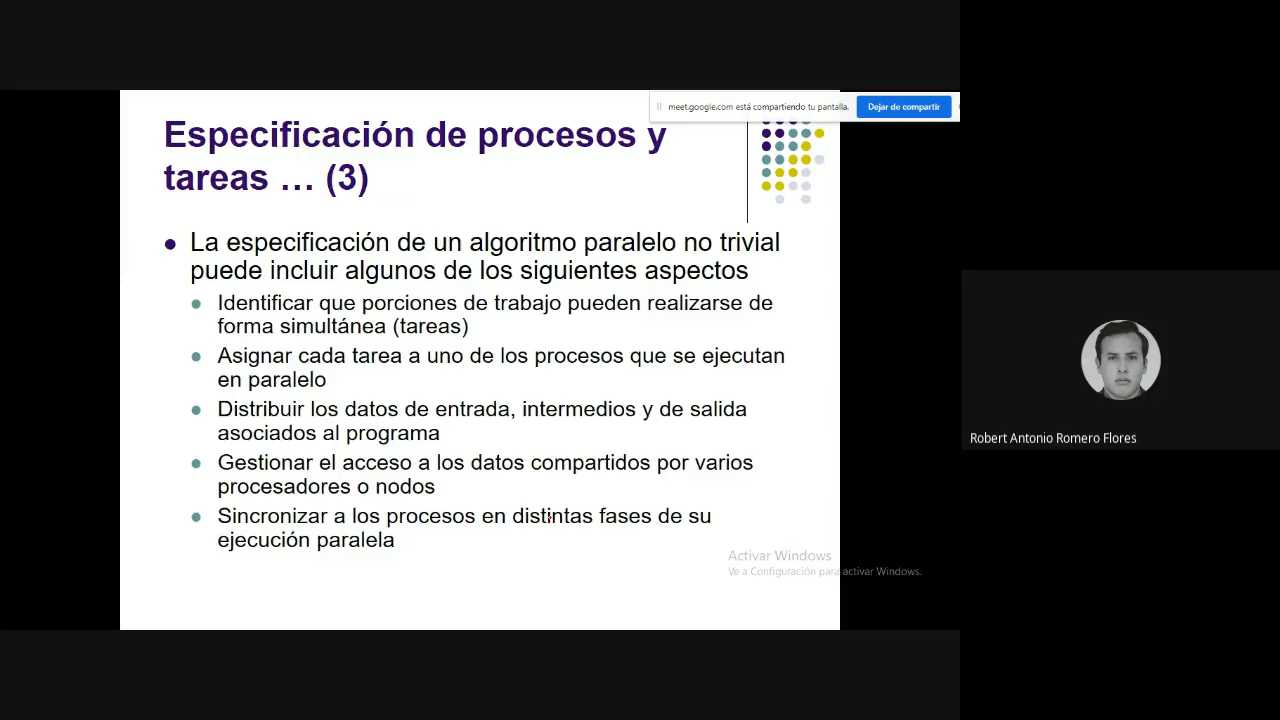 meet.google.com está compartiendo tu pantalla.
Dejar de compartir
Especificación de procesos y
tareas … (3)
La especificación de un algoritmo paralelo no trivial
puede incluir algunos de los siguientes aspectos
Identificar que porciones de trabajo pueden realizarse de
forma simultánea (tareas)
Asignar cada tarea a uno de los procesos que se ejecutan
en paralelo
Distribuir los datos de entrada, intermedios y de salida
asociados al programa
Gestionar el acceso a los datos compartidos por varios
procesadores o nodos
Sincronizar a los procesos en distintas fases de su
ejecución paralela
Activar Windows
Ve a Configuración para activar Windows.
Robert Antonio Romero Flores